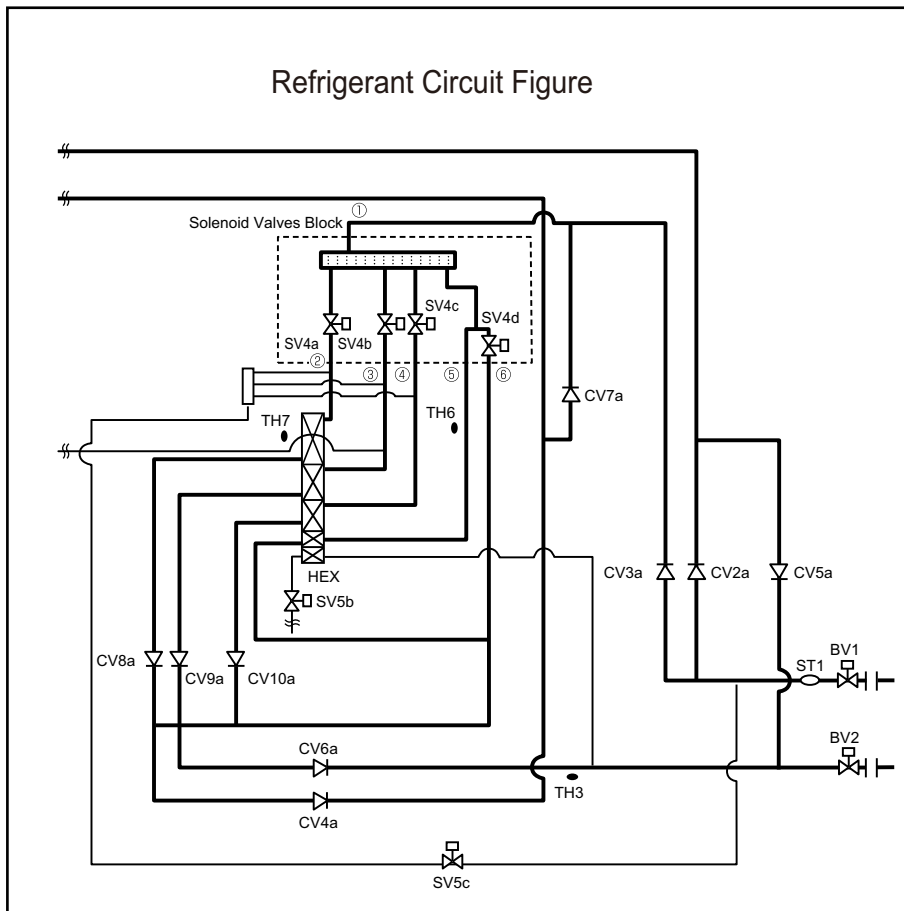 Refrigerant Circuit Figure
①
Solenoid Valves Block
SV4c
SV4d
SV4a
SV4b
②
③
④
⑤
⑥
CV7a
TH7
TH6
HEX
SV5b
CV3a
CV2a
CV5a
CV8a
CV9a
CV10a
ST1
BV1
BV2
CV6a
TH3
CV4a
SV5c